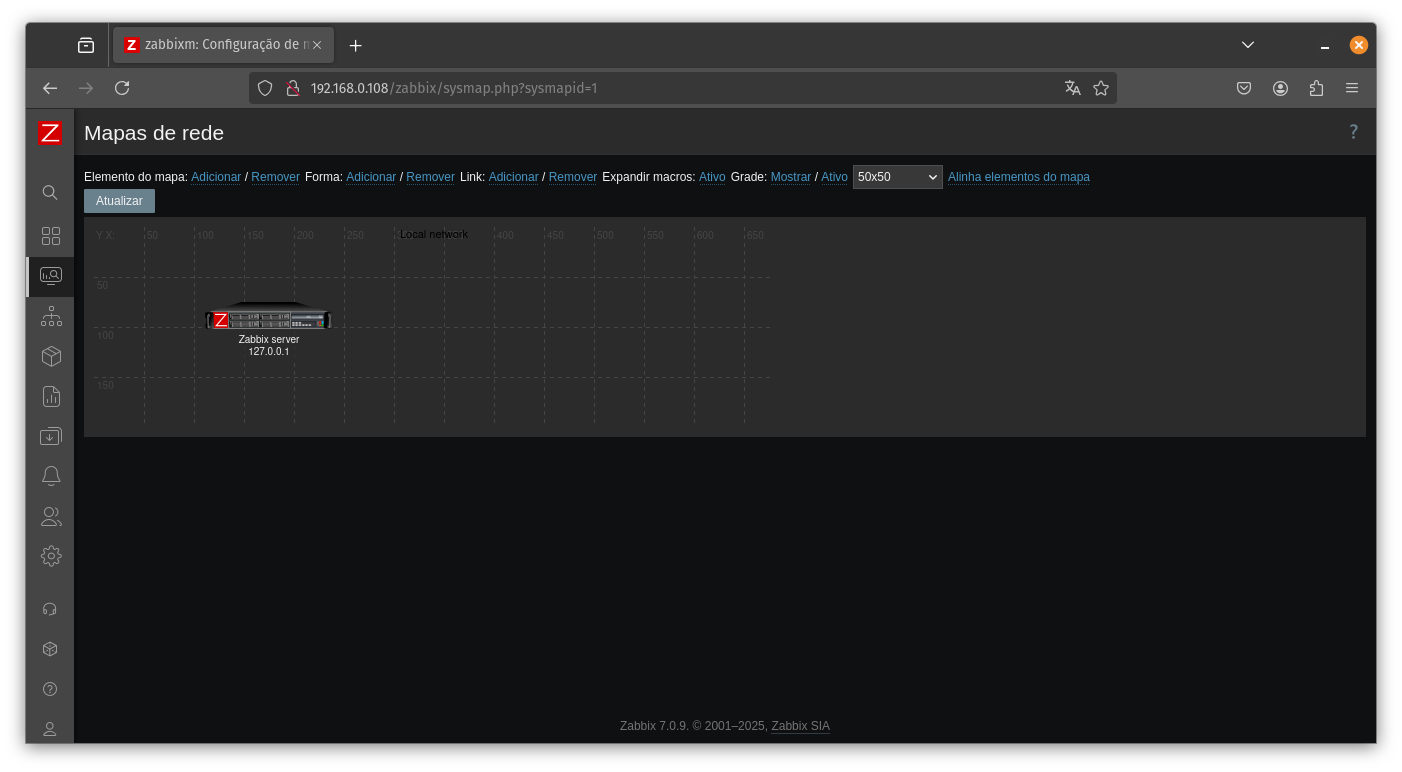 zabbixm: Configuração de
192.168.0.108/zabbix/sysmap.php?sysmapid=1
Z
Mapas de rede
?
Elemento do mapa: Adicionar / Remover Forma: Adicionar / Remover Link: Adicionar / Remover Expandir macros: Ativo Grade: Mostrar / Ativo 50x50 Alinha elementos do mapa
Atualizar
Y X: 50 100 150 200 250 Local network 400 450 500 550 600 650
50
100
Z
Zabbix server
127.0.0.1
150
Zabbix 7.0.9. © 2001–2025, Zabbix SIA